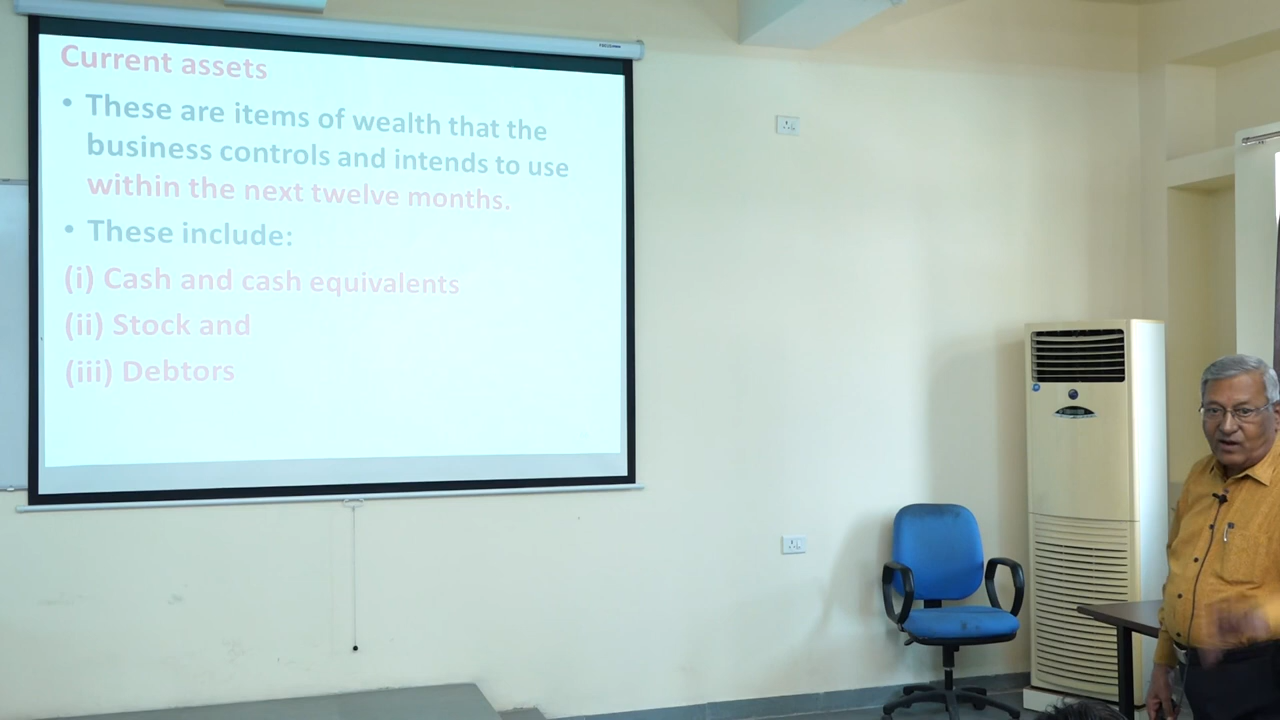 Current assets
• These are items of wealth that the
business controls and intends to use
within the next twelve months.
• These include:
(i) Cash and cash equivalents
(ii) Stock and
(iii) Debtors